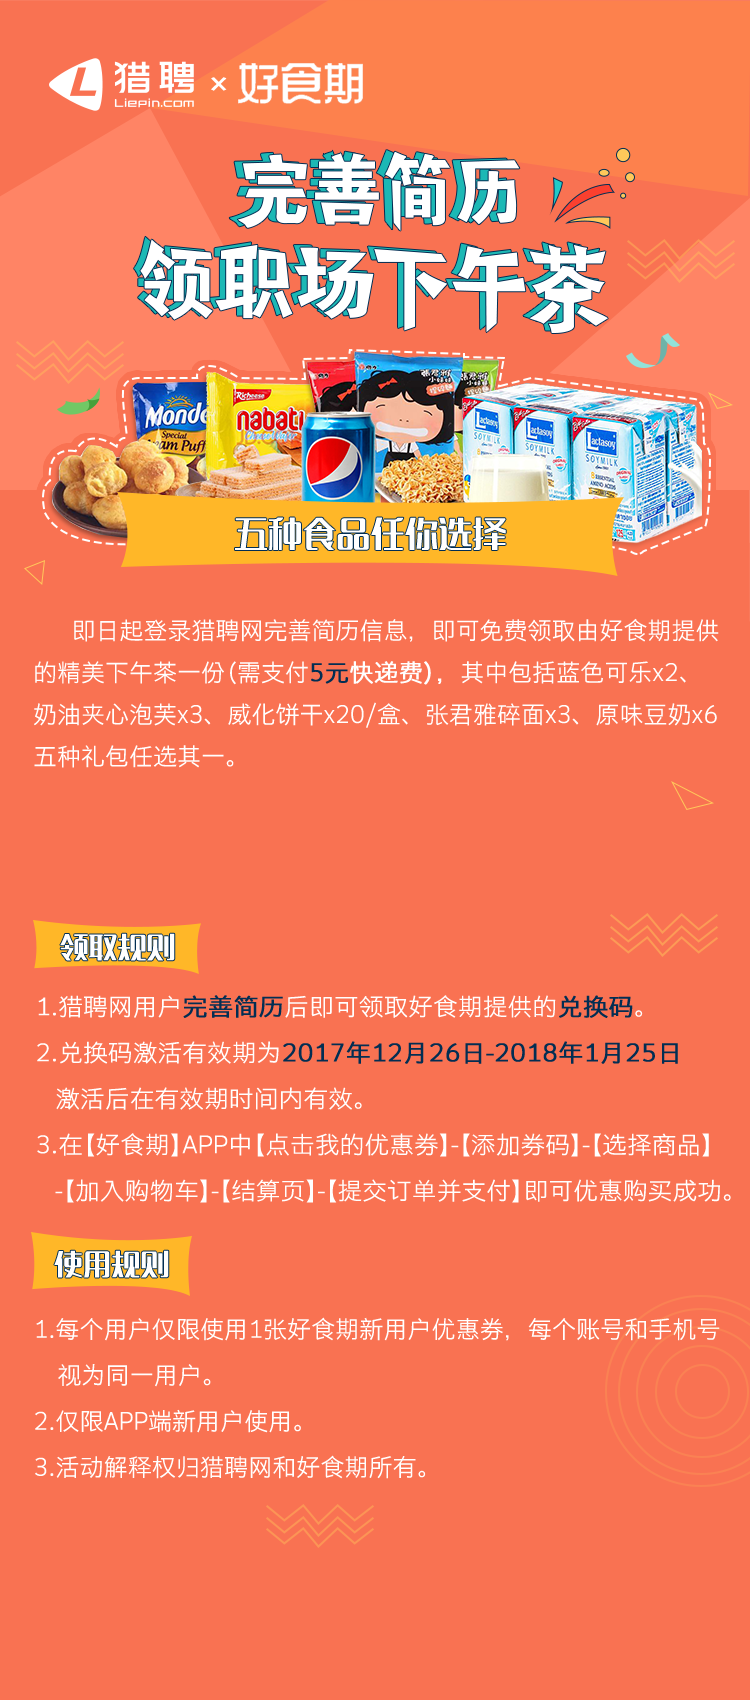 猎聘 × 好食期
Liepin.com
完善简历
领职场下午茶
Monde
Special
Cream Puff
Richeese
nabati
張君雅
小妹妹
Lactasoy
SOYMILK
Lactasoy
SOYMILK
Lactasoy
SOYMILK
ESSENTIAL
AMINO ACIDS
五种食品任你选择
即日起登录猎聘网完善简历信息，即可免费领取由好食期提供
的精美下午茶一份(需支付5元快递费)，其中包括蓝色可乐x2、
奶油夹心泡芙x3、威化饼干x20/盒、张君雅碎面x3、原味豆奶x6
五种礼包任选其一。
领取规则
1.猎聘网用户完善简历后即可领取好食期提供的兑换码。
2.兑换码激活有效期为2017年12月26日-2018年1月25日
激活后在有效期时间内有效。
3.在【好食期】APP中【点击我的优惠券】-【添加券码】-【选择商品】
-【加入购物车】-【结算页】-【提交订单并支付】即可优惠购买成功。
使用规则
1.每个用户仅限使用1张好食期新用户优惠券，每个账号和手机号
视为同一用户。
2.仅限APP端新用户使用。
3.活动解释权归猎聘网和好食期所有。